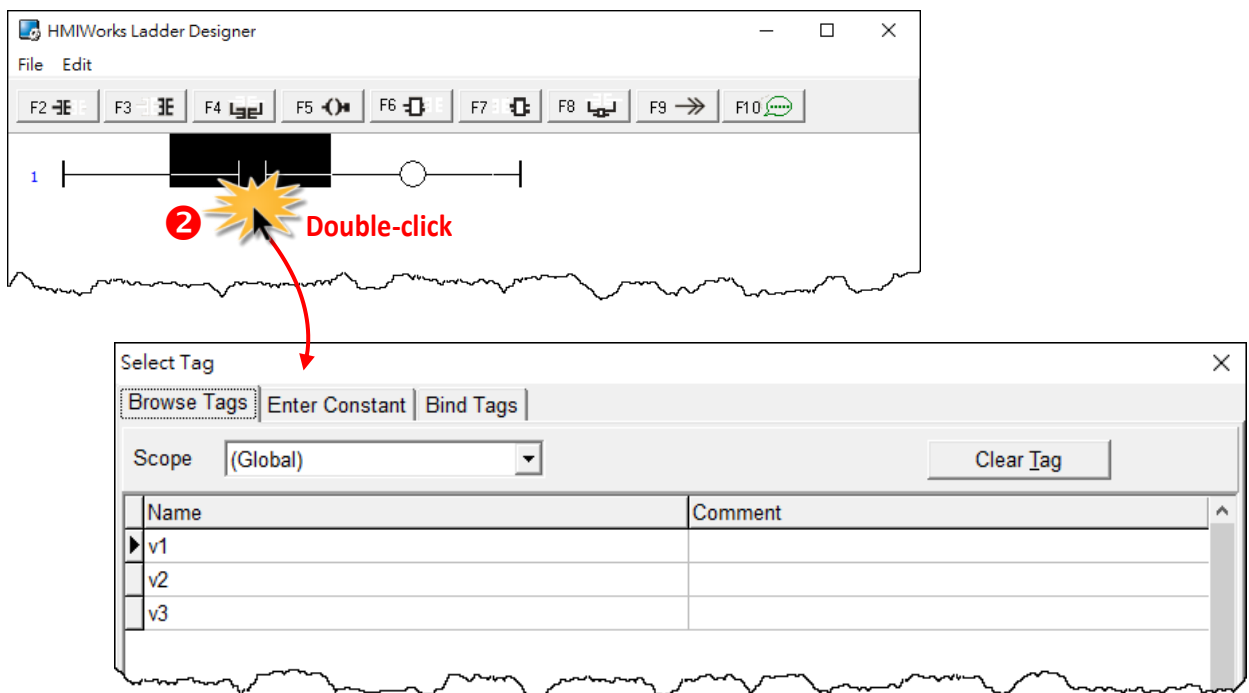 HMIWorks Ladder Designer
File Edit
F2 F3 F4 F5 F6 F7 F8 F9 F10
1
2 Double-click
Select Tag
Browse Tags Enter Constant Bind Tags
Scope (Global) Clear Tag
Name Comment
v1
v2
v3